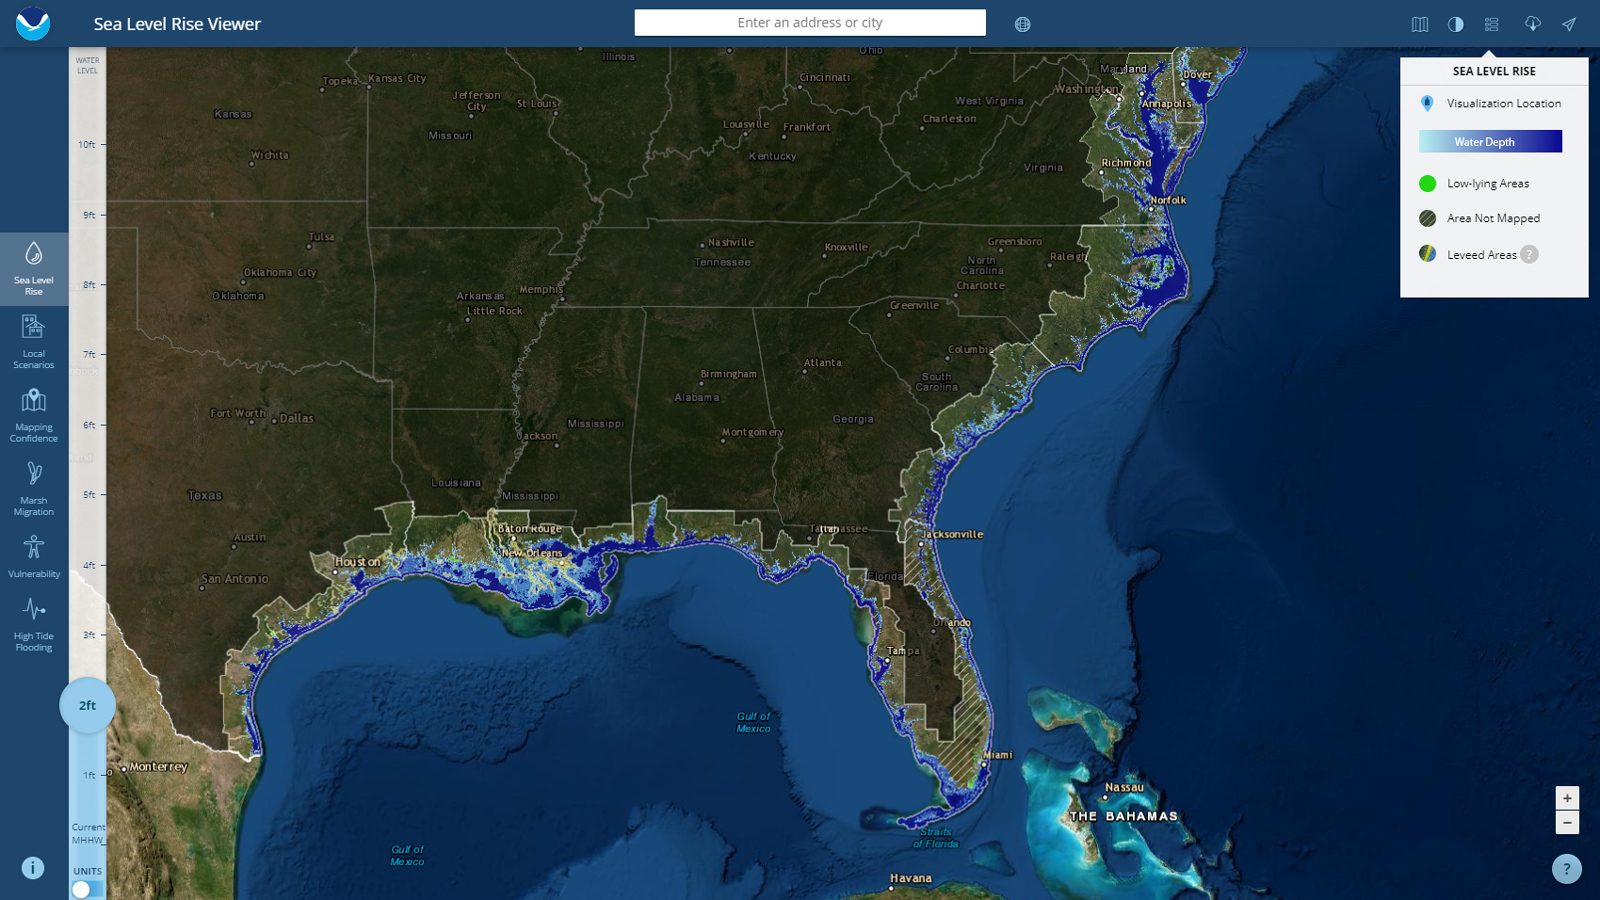 Sea Level Rise Viewer
Enter an address or city
WATER
LEVEL
10ft
9ft
8ft
7ft
6ft
5ft
4ft
3ft
2ft
1ft
Current
MHHW
UNITS
Sea Level
Rise
Local
Scenarios
Mapping
Confidence
Marsh
Migration
Vulnerability
High Tide
Flooding
i
SEA LEVEL RISE
Visualization Location
Water Depth
Low-lying Areas
Area Not Mapped
Leveed Areas ?
+
−
?
Illinois
Ohio
Topeka
Kansas City
Cincinnati
Maryland
Dover
Washington
Annapolis
Jefferson
City
St Louis
West Virginia
Kansas
Missouri
Louisville
Frankfort
Charleston
Wichita
Kentucky
Virginia
Richmond
Norfolk
Tulsa
Nashville
Knoxville
Greensboro
Tennessee
North
Carolina
Raleigh
Oklahoma City
Oklahoma
Arkansas
Memphis
Little Rock
Charlotte
Greenville
Columbia
Atlanta
Birmingham
South
Carolina
Alabama
Georgia
Fort Worth
Dallas
Mississippi
Jackson
Montgomery
Louisiana
Mississippi
Texas
Baton Rouge
Tallahassee
Jacksonville
Austin
New Orleans
Houston
Florida
San Antonio
Orlando
Tampa
Gulf of
Mexico
Miami
Monterrey
Nassau
THE BAHAMAS
Straits
of Florida
Gulf of
Mexico
Havana